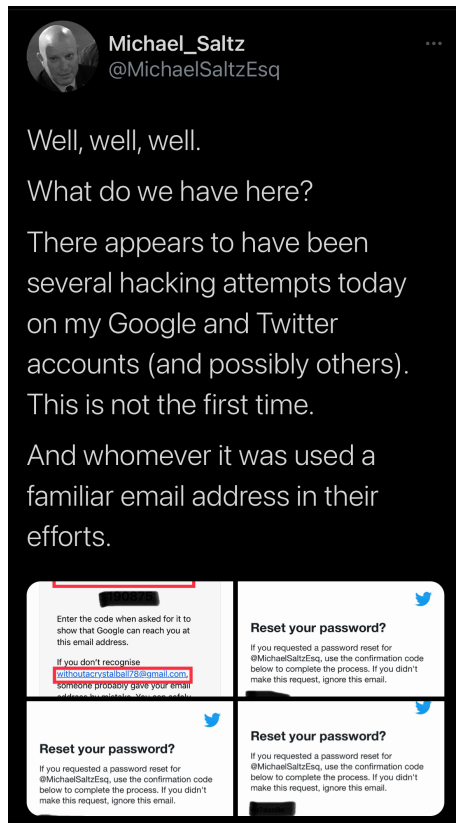 Michael_Saltz
@MichaelSaltzEsq
Well, well, well.
What do we have here?
There appears to have been
several hacking attempts today
on my Google and Twitter
accounts (and possibly others).
This is not the first time.
And whomever it was used a
familiar email address in their
efforts.
Enter the code when asked for it to
show that Google can reach you at
this email address.
If you don't recognise
withoutacrystalball78@gmail.com,
someone probably gave your email
address by mistake. You can safely
Reset your password?
If you requested a password reset for
@MichaelSaltzEsq, use the confirmation code
below to complete the process. If you didn't
make this request, ignore this email.
Reset your password?
If you requested a password reset for
@MichaelSaltzEsq, use the confirmation code
below to complete the process. If you didn't
make this request, ignore this email.
Reset your password?
If you requested a password reset for
@MichaelSaltzEsq, use the confirmation code
below to complete the process. If you didn't
make this request, ignore this email.